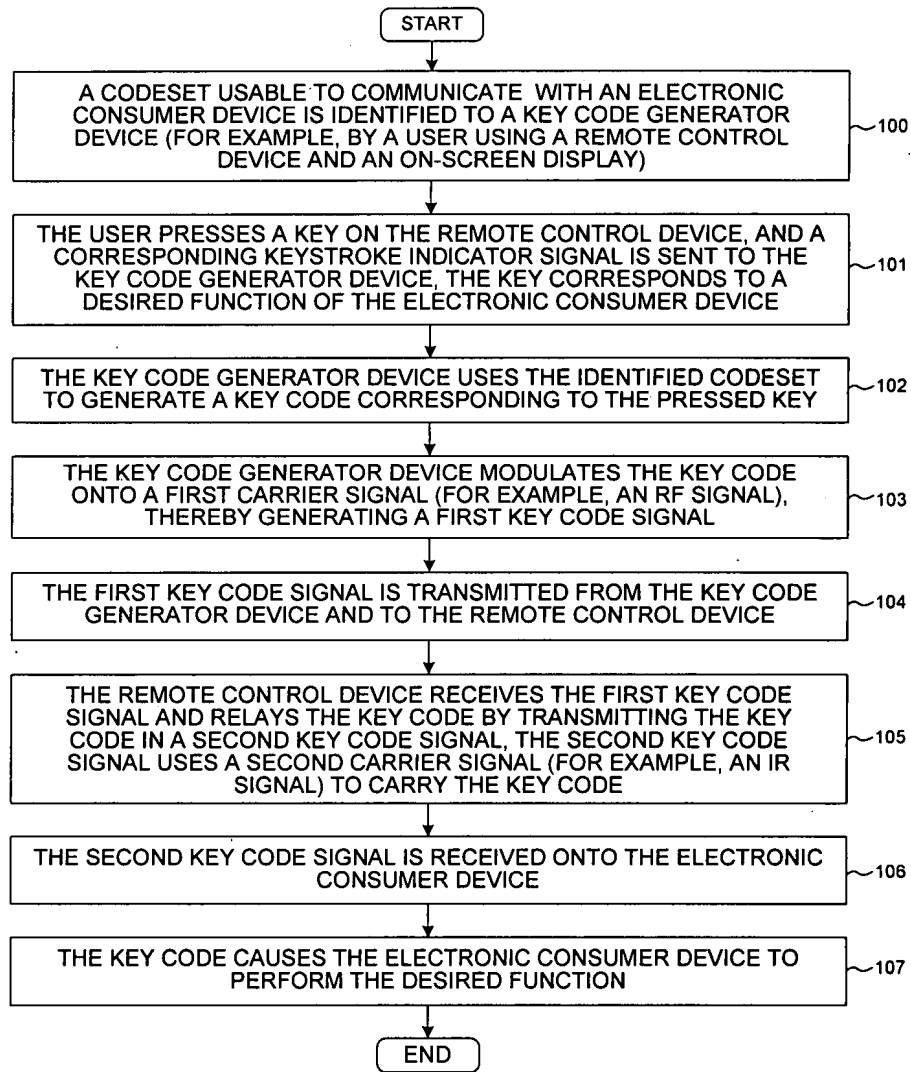 START
A CODESET USABLE TO COMMUNICATE WITH AN ELECTRONIC
CONSUMER DEVICE IS IDENTIFIED TO A KEY CODE GENERATOR
DEVICE (FOR EXAMPLE, BY A USER USING A REMOTE CONTROL
DEVICE AND AN ON-SCREEN DISPLAY)
100
THE USER PRESSES A KEY ON THE REMOTE CONTROL DEVICE, AND A
CORRESPONDING KEYSTROKE INDICATOR SIGNAL IS SENT TO THE
KEY CODE GENERATOR DEVICE, THE KEY CORRESPONDS TO A
DESIRED FUNCTION OF THE ELECTRONIC CONSUMER DEVICE
101
THE KEY CODE GENERATOR DEVICE USES THE IDENTIFIED CODESET
TO GENERATE A KEY CODE CORRESPONDING TO THE PRESSED KEY
102
THE KEY CODE GENERATOR DEVICE MODULATES THE KEY CODE
ONTO A FIRST CARRIER SIGNAL (FOR EXAMPLE, AN RF SIGNAL),
THEREBY GENERATING A FIRST KEY CODE SIGNAL
103
THE FIRST KEY CODE SIGNAL IS TRANSMITTED FROM THE KEY CODE
GENERATOR DEVICE AND TO THE REMOTE CONTROL DEVICE
104
THE REMOTE CONTROL DEVICE RECEIVES THE FIRST KEY CODE
SIGNAL AND RELAYS THE KEY CODE BY TRANSMITTING THE KEY
CODE IN A SECOND KEY CODE SIGNAL, THE SECOND KEY CODE
SIGNAL USES A SECOND CARRIER SIGNAL (FOR EXAMPLE, AN IR
SIGNAL) TO CARRY THE KEY CODE
105
THE SECOND KEY CODE SIGNAL IS RECEIVED ONTO THE ELECTRONIC
CONSUMER DEVICE
106
THE KEY CODE CAUSES THE ELECTRONIC CONSUMER DEVICE TO
PERFORM THE DESIRED FUNCTION
107
END